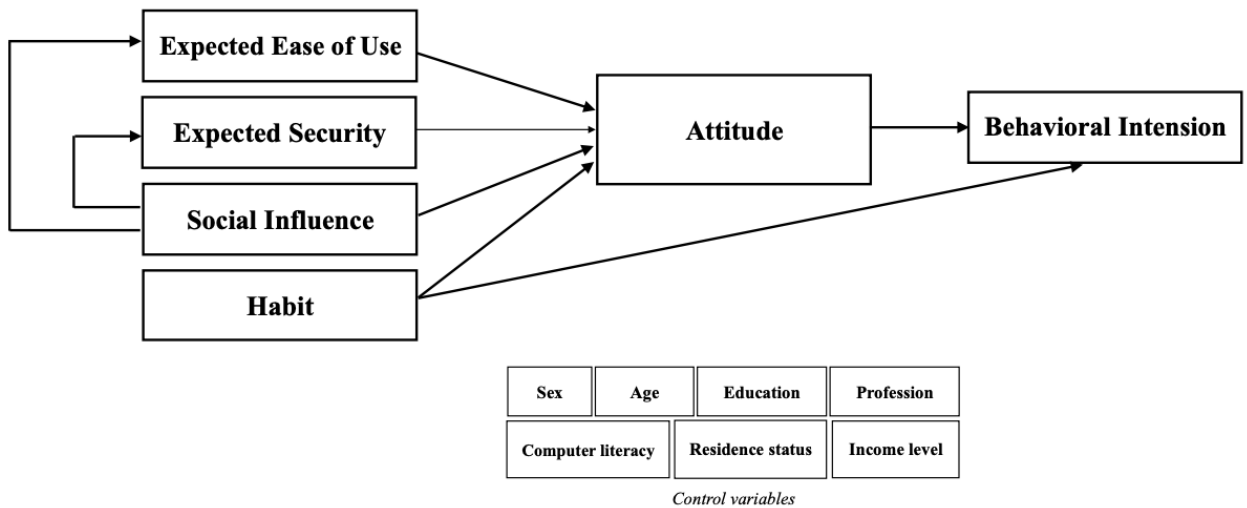 Expected Ease of Use
Expected Security
Social Influence
Habit
Attitude
Behavioral Intension
Sex
Age
Education
Profession
Computer literacy
Residence status
Income level
Control variables